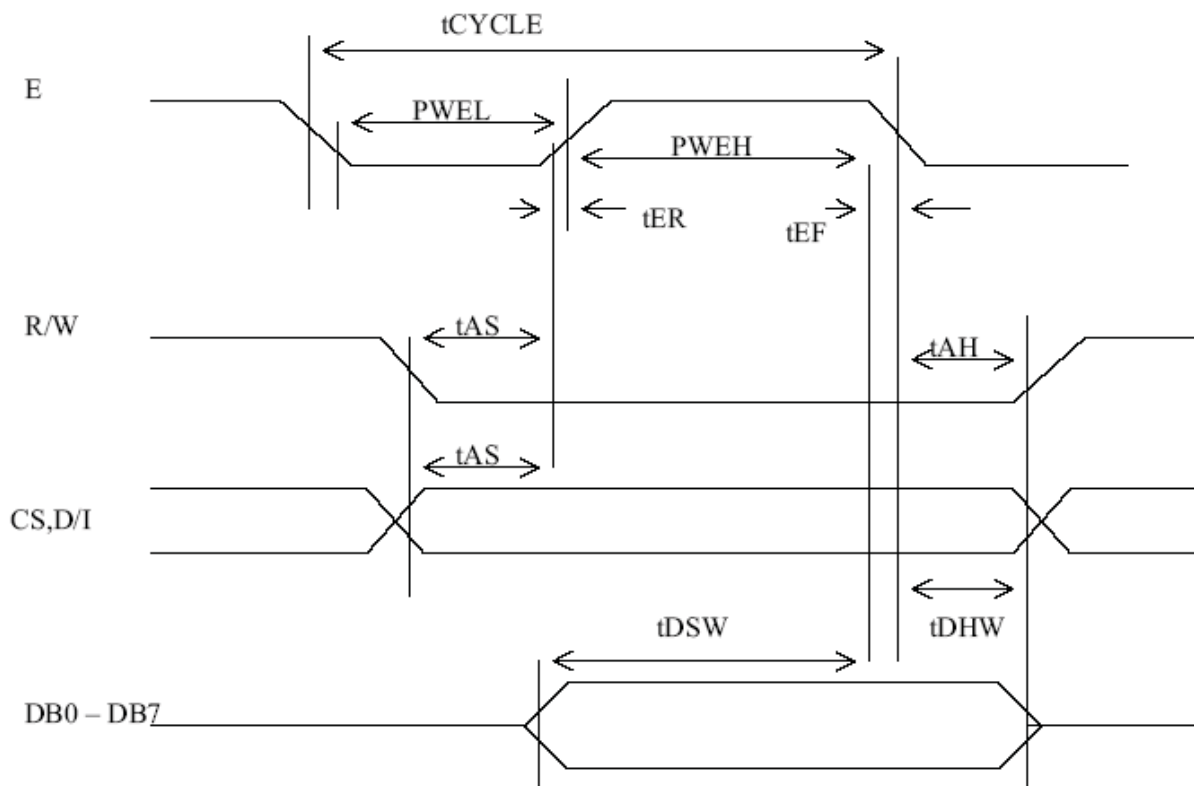 tCYCLE
E
PWEL
PWEH
tER
tEF
R/W
tAS
tAH
tAS
CS,D/I
tDSW
tDHW
DB0 – DB7